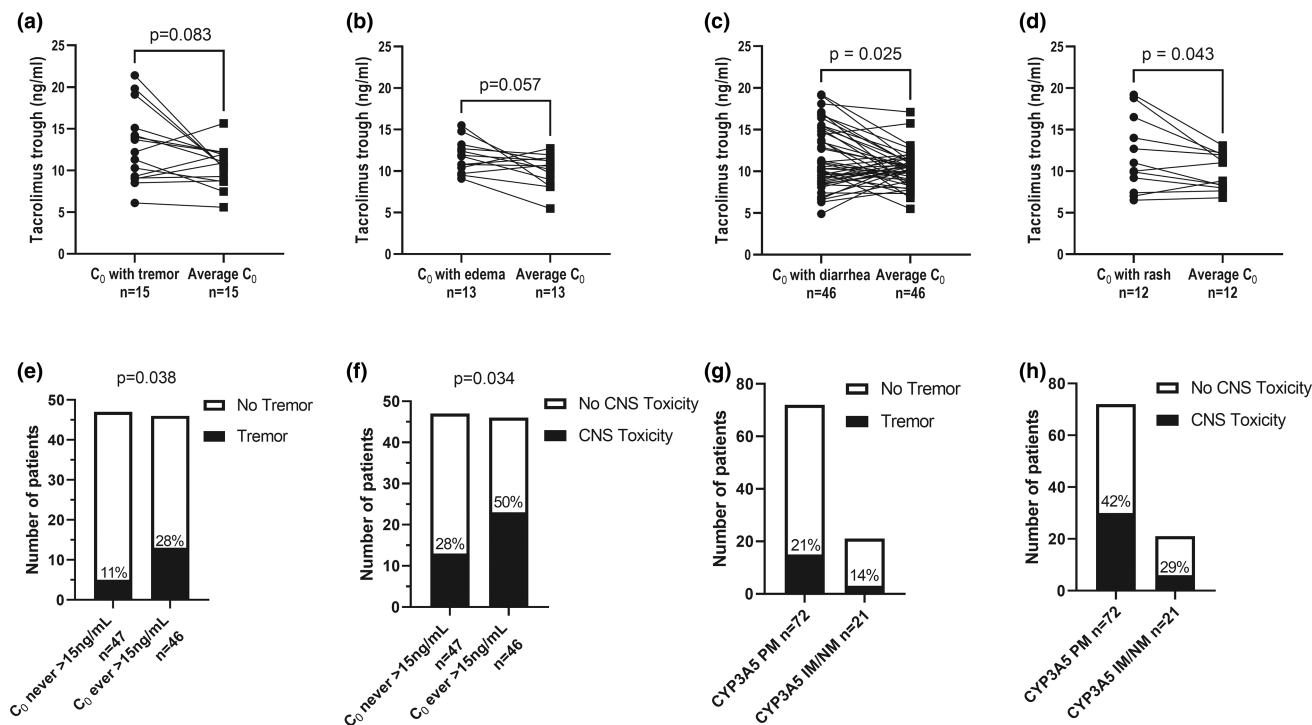 (a)
p=0.083
Tacrolimus trough (ng/ml)
25
20
15
10
5
0
C₀ with tremor
n=15
Average C₀
n=15
(b)
p=0.057
Tacrolimus trough (ng/ml)
25
20
15
10
5
0
C₀ with edema
n=13
Average C₀
n=13
(c)
p = 0.025
Tacrolimus trough (ng/ml)
25
20
15
10
5
0
C₀ with diarrhea
n=46
Average C₀
n=46
(d)
p = 0.043
Tacrolimus trough (ng/ml)
25
20
15
10
5
0
C₀ with rash
n=12
Average C₀
n=12
(e)
p=0.038
No Tremor
Tremor
Number of patients
50
40
30
20
10
0
11%
28%
C₀ never >15ng/mL
n=47
C₀ ever >15ng/mL
n=46
(f)
p=0.034
No CNS Toxicity
CNS Toxicity
Number of patients
50
40
30
20
10
0
28%
50%
C₀ never >15ng/mL
n=47
C₀ ever >15ng/mL
n=46
(g)
No Tremor
Tremor
Number of patients
80
60
40
20
0
21%
14%
CYP3A5 PM n=72
CYP3A5 IM/NM n=21
(h)
No CNS Toxicity
CNS Toxicity
Number of patients
80
60
40
20
0
42%
29%
CYP3A5 PM n=72
CYP3A5 IM/NM n=21